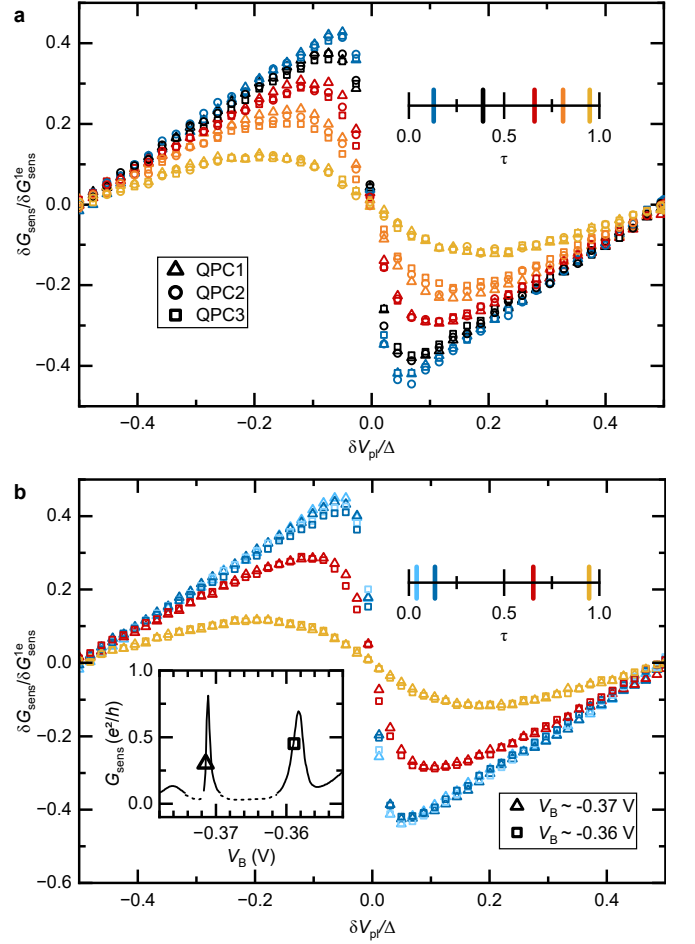 a
0.4
0.2
0.0
−0.2
−0.4
δG_sens/δG_sens^1e
−0.4 −0.2 0.0 0.2 0.4
δV_pl/Δ
0.0 0.5 1.0
τ
QPC1
QPC2
QPC3
b
0.4
0.2
0.0
−0.2
−0.4
−0.6
δG_sens/δG_sens^1e
−0.4 −0.2 0.0 0.2 0.4
δV_pl/Δ
0.0 0.5 1.0
τ
1.0
0.5
0.0
G_sens (e²/h)
−0.37 −0.36
V_B (V)
V_B ~ -0.37 V
V_B ~ -0.36 V